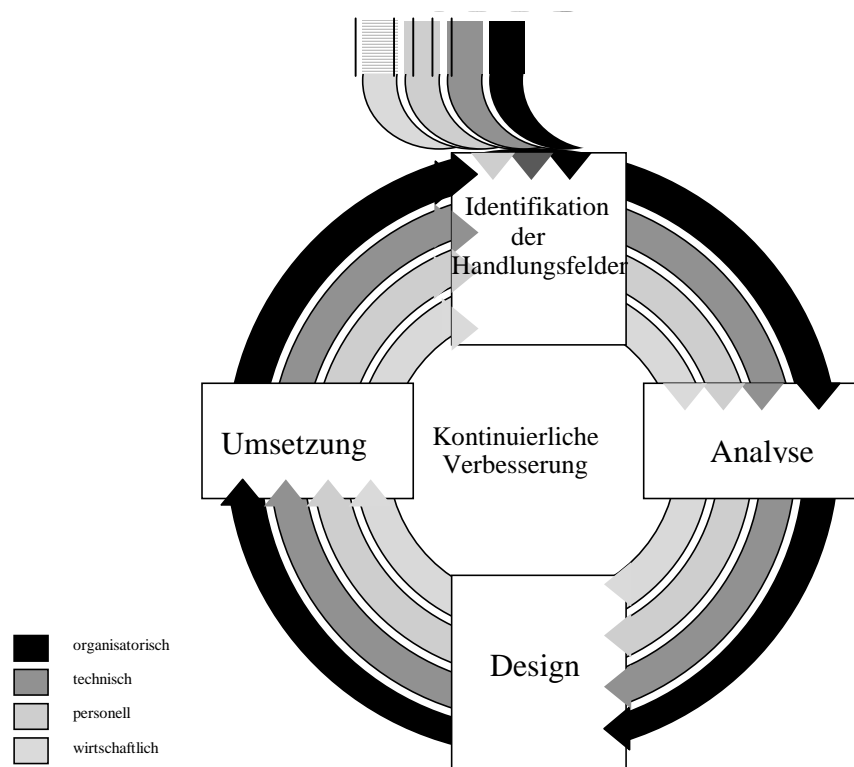 Identifikation
der
Handlungsfelder
Umsetzung
Kontinuierliche
Verbesserung
Analyse
Design
organisatorisch
technisch
personell
wirtschaftlich